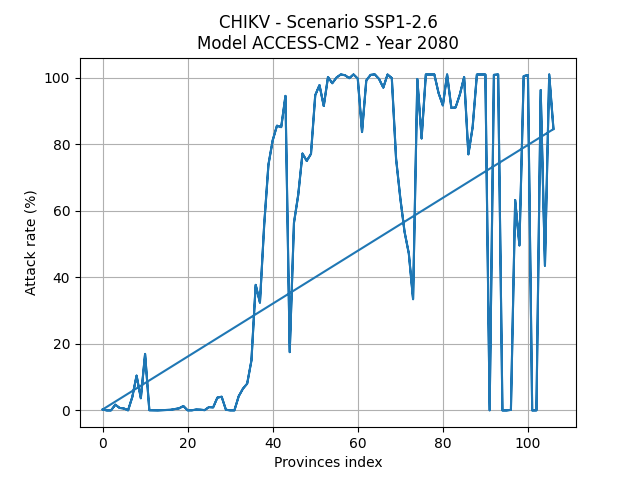 CHIKV - Scenario SSP1-2.6
Model ACCESS-CM2 - Year 2080
100
80
60
40
20
0
Attack rate (%)
0 20 40 60 80 100
Provinces index